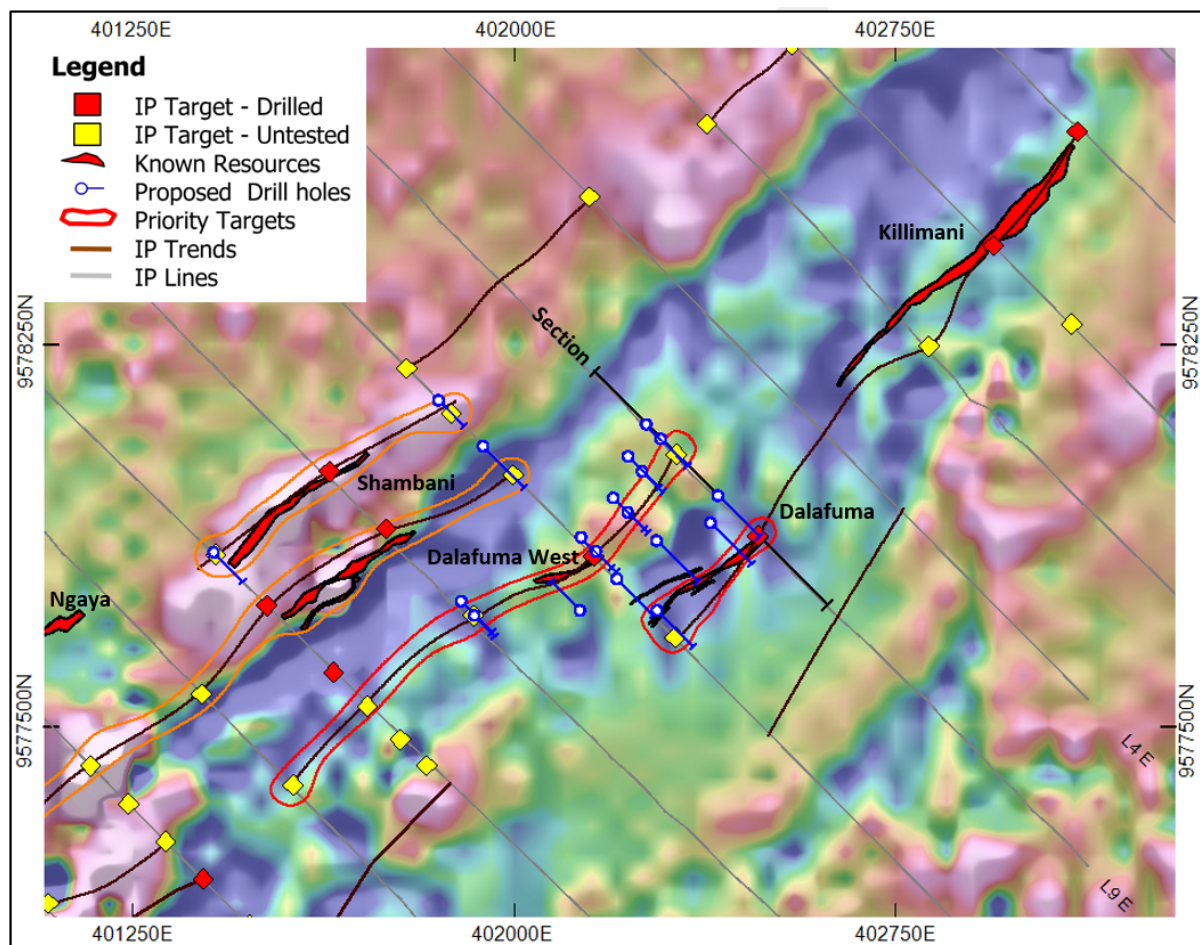 401250E 402000E 402750E
Legend
IP Target - Drilled
IP Target - Untested
Known Resources
Proposed Drill holes
Priority Targets
IP Trends
IP Lines
Killimani
9578250N
Section
9578250N
Shambani
Dalafuma
Dalafuma West
Ngaya
9577500N
9577500N
L4 E
L9 E
401250E 402000E 402750E